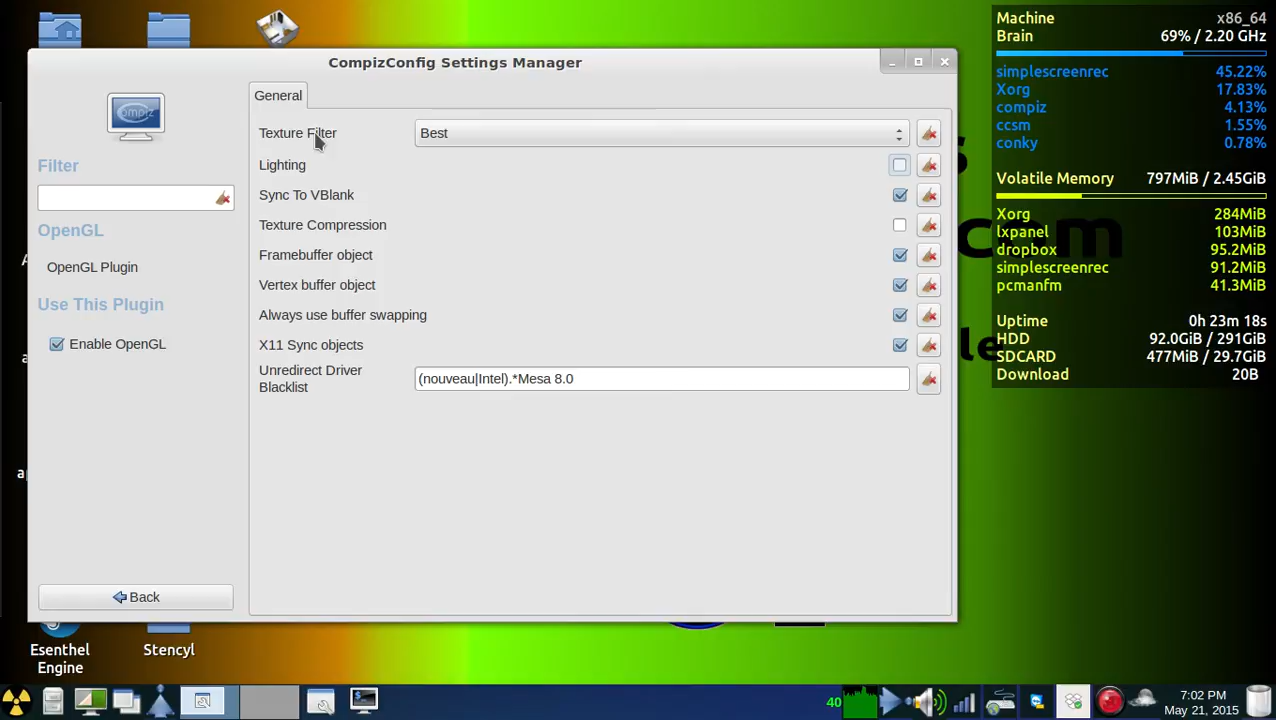 CompizConfig Settings Manager
compiz
Filter
OpenGL
OpenGL Plugin
Use This Plugin
Enable OpenGL
Back
General
Texture Filter
Best
Lighting
Sync To VBlank
Texture Compression
Framebuffer object
Vertex buffer object
Always use buffer swapping
X11 Sync objects
Unredirect Driver
Blacklist
(nouveau|Intel).*Mesa 8.0
Machine x86_64
Brain 69% / 2.20 GHz
simplescreenrec 45.22%
Xorg 17.83%
compiz 4.13%
ccsm 1.55%
conky 0.78%
Volatile Memory 797MiB / 2.45GiB
Xorg 284MiB
lxpanel 103MiB
dropbox 95.2MiB
simplescreenrec 91.2MiB
pcmanfm 41.3MiB
Uptime 0h 23m 18s
HDD 92.0GiB / 291GiB
SDCARD 477MiB / 29.7GiB
Download 20B
com
le
Esenthel
Engine
Stencyl
40
7:02 PM
May 21, 2015